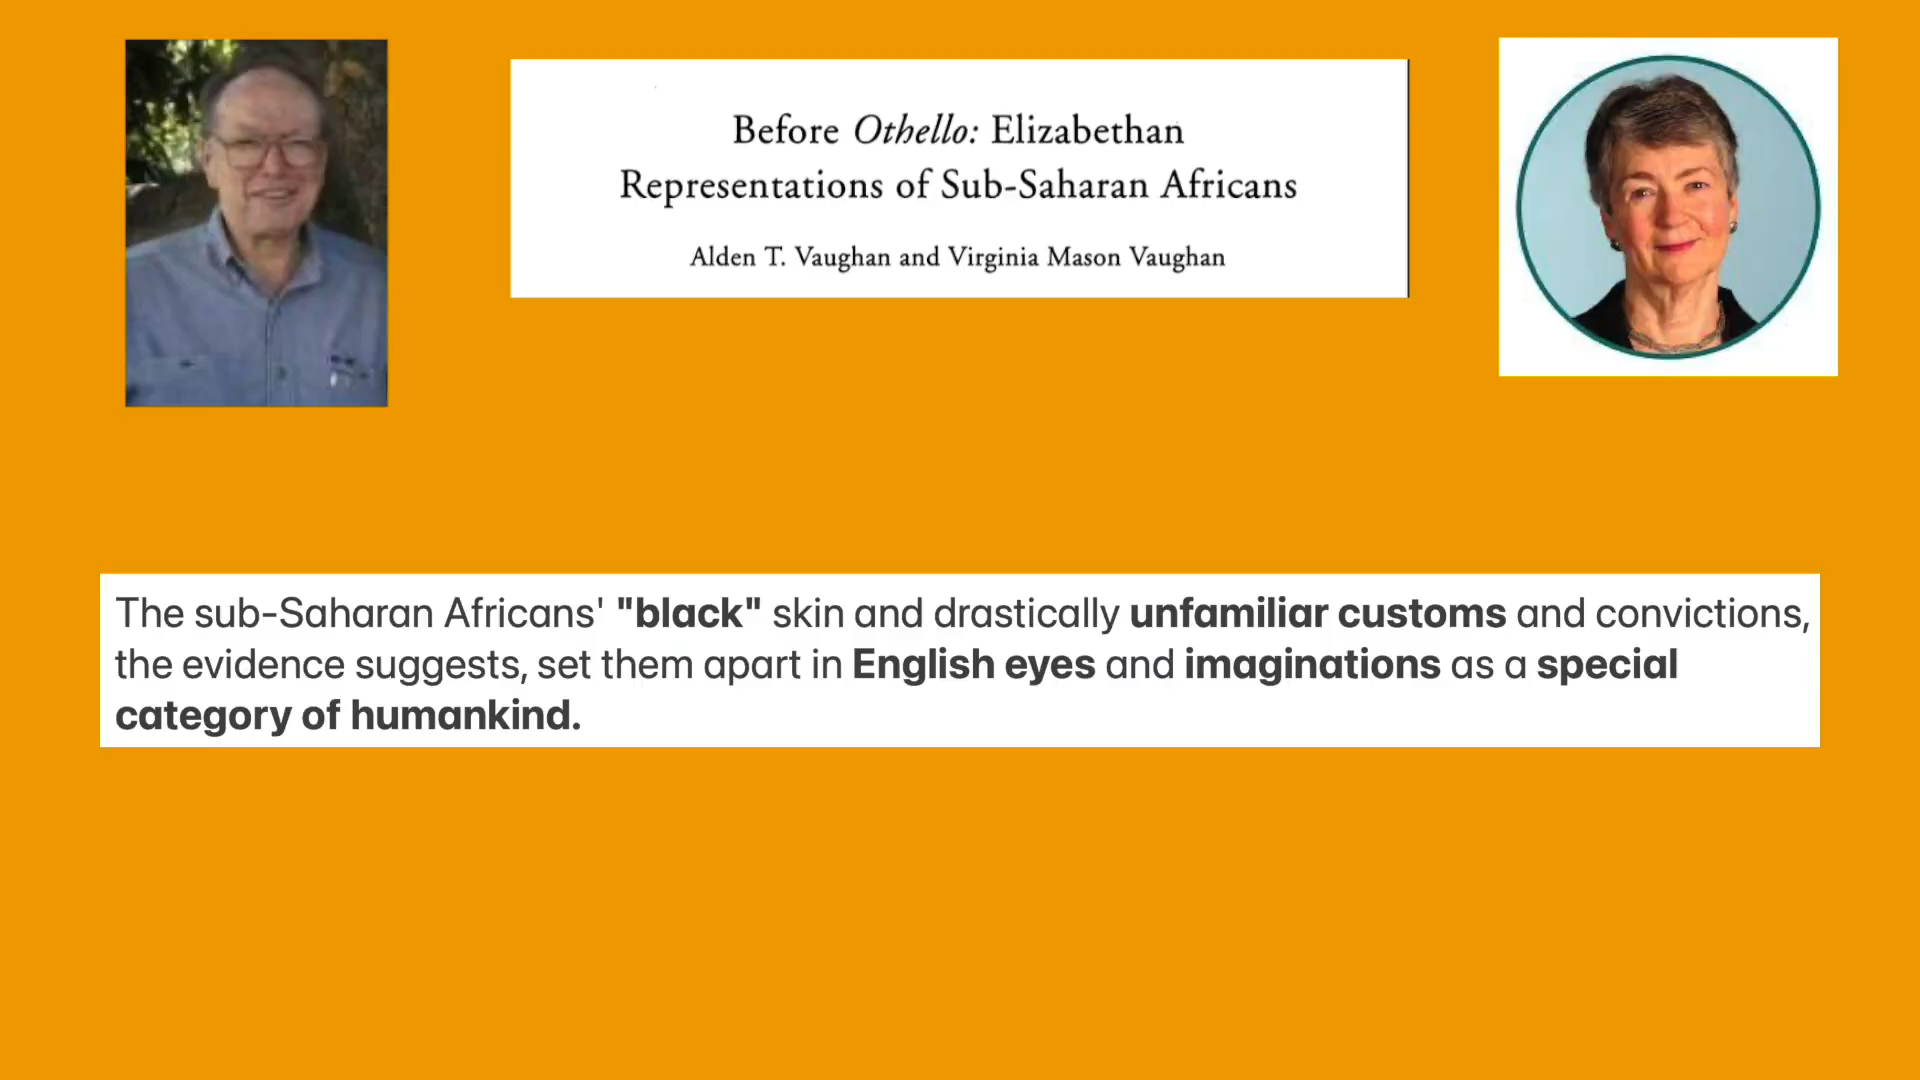 Before Othello: Elizabethan
Representations of Sub-Saharan Africans
Alden T. Vaughan and Virginia Mason Vaughan
The sub-Saharan Africans' "black" skin and drastically unfamiliar customs and convictions,
the evidence suggests, set them apart in English eyes and imaginations as a special
category of humankind.